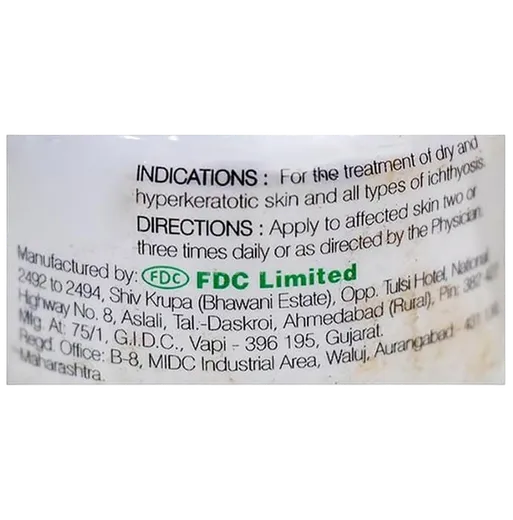 INDICATIONS : For the treatment of dry and
hyperkeratotic skin and all types of ichthyosis.
DIRECTIONS : Apply to affected skin two or
three times daily or as directed by the Physician.
Manufactured by: FDC FDC Limited
2492 to 2494, Shiv Krupa (Bhawani Estate), Opp. Tulsi Hotel, National
Highway No. 8, Aslali, Tal.-Daskroi, Ahmedabad (Rural), Pin: 382
Mfg. At: 75/1, G.I.D.C., Vapi - 396 195, Gujarat.
Regd. Office: B-8, MIDC Industrial Area, Waluj, Aurangabad -
Maharashtra.